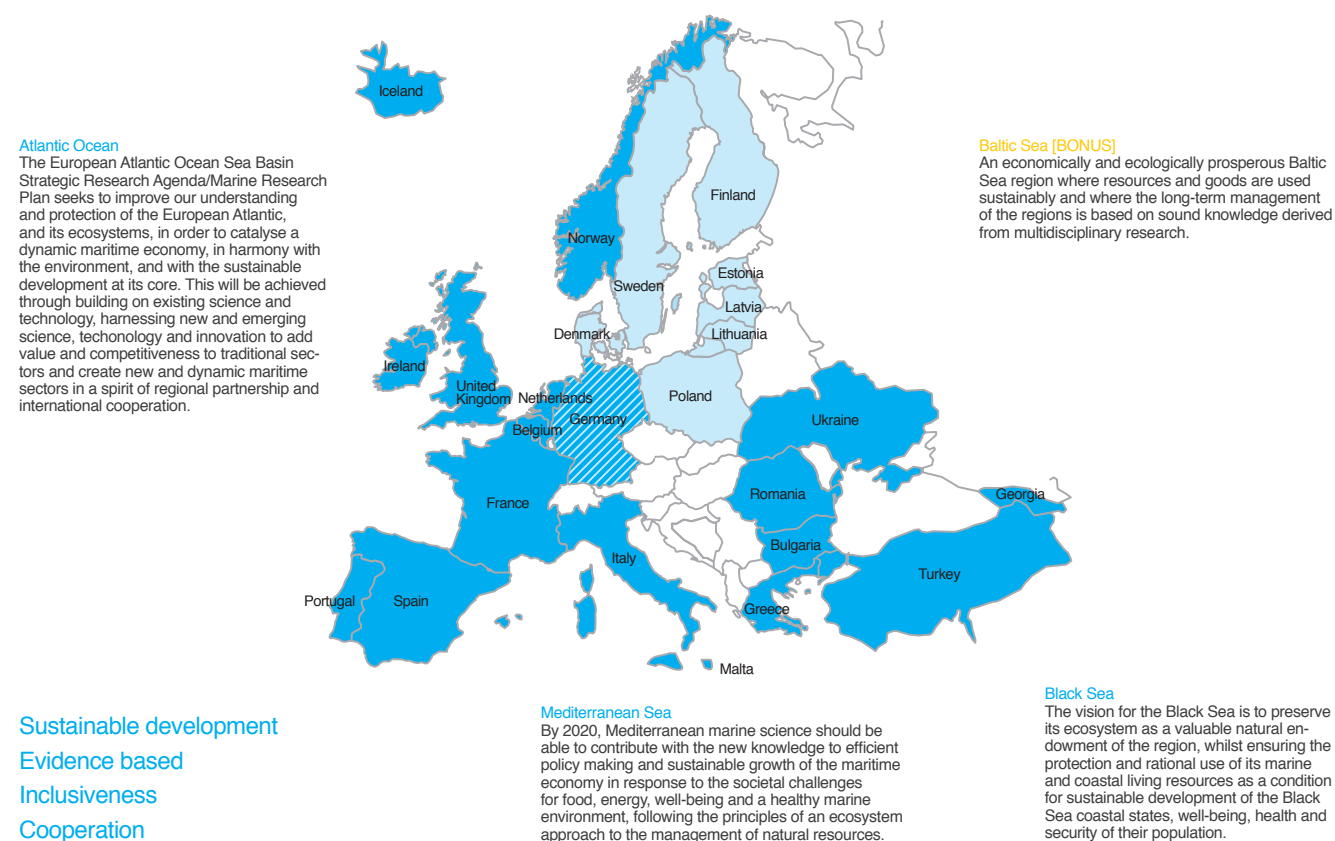 Iceland
Atlantic Ocean
The European Atlantic Ocean Sea Basin
Strategic Research Agenda/Marine Research
Plan seeks to improve our understanding
and protection of the European Atlantic,
and its ecosystems, in order to catalyse a
dynamic maritime economy, in harmony with
the environment, and with the sustainable
development at its core. This will be achieved
through building on existing science and
technology, harnessing new and emerging
science, techonology and innovation to add
value and competitiveness to traditional sec-
tors and create new and dynamic maritime
sectors in a spirit of regional partnership and
international cooperation.
Baltic Sea [BONUS]
An economically and ecologically prosperous Baltic
Sea region where resources and goods are used
sustainably and where the long-term management
of the regions is based on sound knowledge derived
from multidisciplinary research.
Finland
Norway
Estonia
Sweden
Latvia
Denmark
Lithuania
Ireland
United
Kingdom
Netherlands
Poland
Germany
Ukraine
Belgium
France
Romania
Georgia
Bulgaria
Italy
Turkey
Portugal
Spain
Greece
Malta
Sustainable development
Evidence based
Inclusiveness
Cooperation
Mediterranean Sea
By 2020, Mediterranean marine science should be
able to contribute with the new knowledge to efficient
policy making and sustainable growth of the maritime
economy in response to the societal challenges
for food, energy, well-being and a healthy marine
environment, following the principles of an ecosystem
approach to the management of natural resources.
Black Sea
The vision for the Black Sea is to preserve
its ecosystem as a valuable natural en-
dowment of the region, whilst ensuring the
protection and rational use of its marine
and coastal living resources as a condition
for sustainable development of the Black
Sea coastal states, well-being, health and
security of their population.